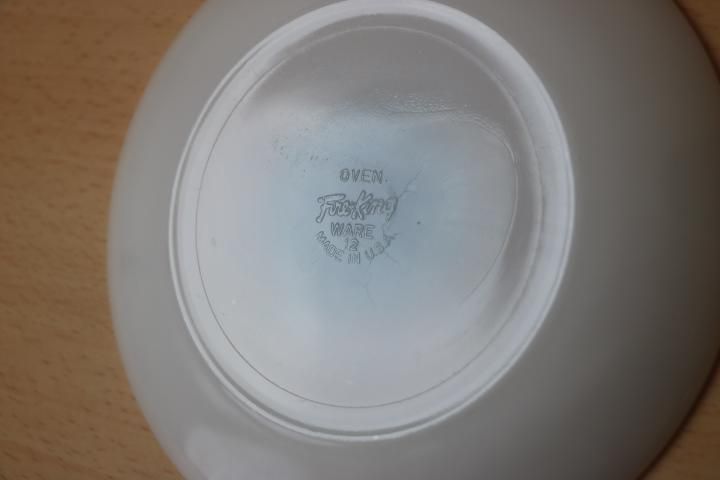 OVEN
Fire-King
WARE
12
MADE IN U.S.A.